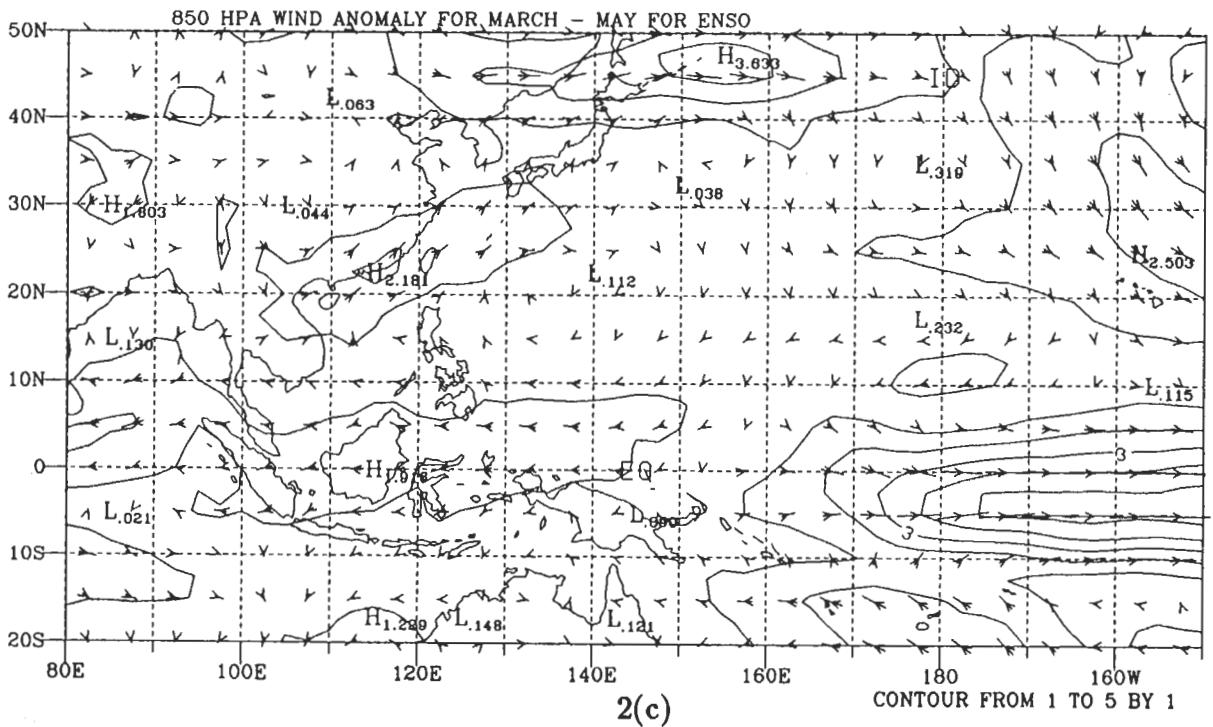 850 HPA WIND ANOMALY FOR MARCH - MAY FOR ENSO
50N
H3.833
ID
L.063
40N
L.319
L.038
H1.803
30N
L.044
H2.181
H2.503
L.112
20N
L.232
L.130
10N
L.115
3
0
EQ
L.021
3
10S
H1.229
L.148
L.121
20S
80E 100E 120E 140E 160E 180 160W
2(c)
CONTOUR FROM 1 TO 5 BY 1